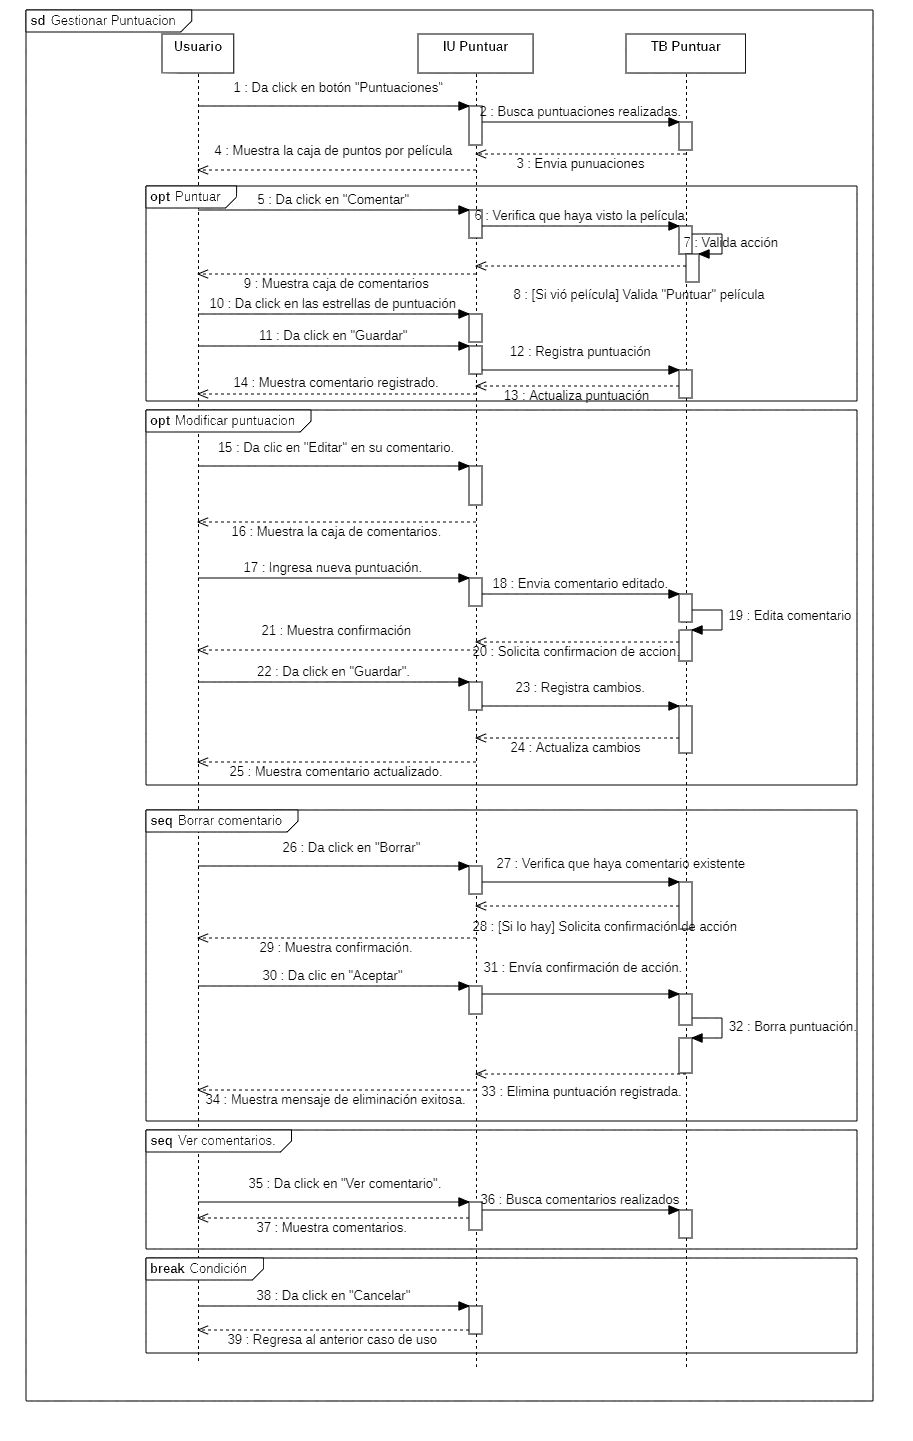 sd Gestionar Puntuacion
Usuario
IU Puntuar
TB Puntuar
1 : Da click en botón "Puntuaciones"
2 : Busca puntuaciones realizadas.
3 : Envia punuaciones
4 : Muestra la caja de puntos por película
opt Puntuar
5 : Da click en "Comentar"
6 : Verifica que haya visto la película
7 : Valida acción
8 : [Si vió película] Valida "Puntuar" película
9 : Muestra caja de comentarios
10 : Da click en las estrellas de puntuación
11 : Da click en "Guardar"
12 : Registra puntuación
13 : Actualiza puntuación
14 : Muestra comentario registrado.
opt Modificar puntuacion
15 : Da clic en "Editar" en su comentario.
16 : Muestra la caja de comentarios.
17 : Ingresa nueva puntuación.
18 : Envia comentario editado.
19 : Edita comentario
20 : Solicita confirmacion de accion.
21 : Muestra confirmación
22 : Da click en "Guardar".
23 : Registra cambios.
24 : Actualiza cambios
25 : Muestra comentario actualizado.
seq Borrar comentario
26 : Da click en "Borrar"
27 : Verifica que haya comentario existente
28 : [Si lo hay] Solicita confirmación de acción
29 : Muestra confirmación.
30 : Da clic en "Aceptar"
31 : Envía confirmación de acción.
32 : Borra puntuación.
33 : Elimina puntuación registrada.
34 : Muestra mensaje de eliminación exitosa.
seq Ver comentarios.
35 : Da click en "Ver comentario".
36 : Busca comentarios realizados
37 : Muestra comentarios.
break Condición
38 : Da click en "Cancelar"
39 : Regresa al anterior caso de uso